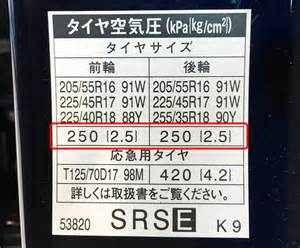 タイヤ空気圧 (kPa{kg/cm²})
タイヤサイズ
前輪 後輪
205/55R16 91W 205/55R16 91W
225/45R17 91W 225/45R17 91W
225/40R18 88Y 255/35R18 90Y
250 {2.5} 250 {2.5}
応急用タイヤ
T125/70D17 98M 420 {4.2}
詳しくは取扱書をご覧ください。
53820 SRSE K9